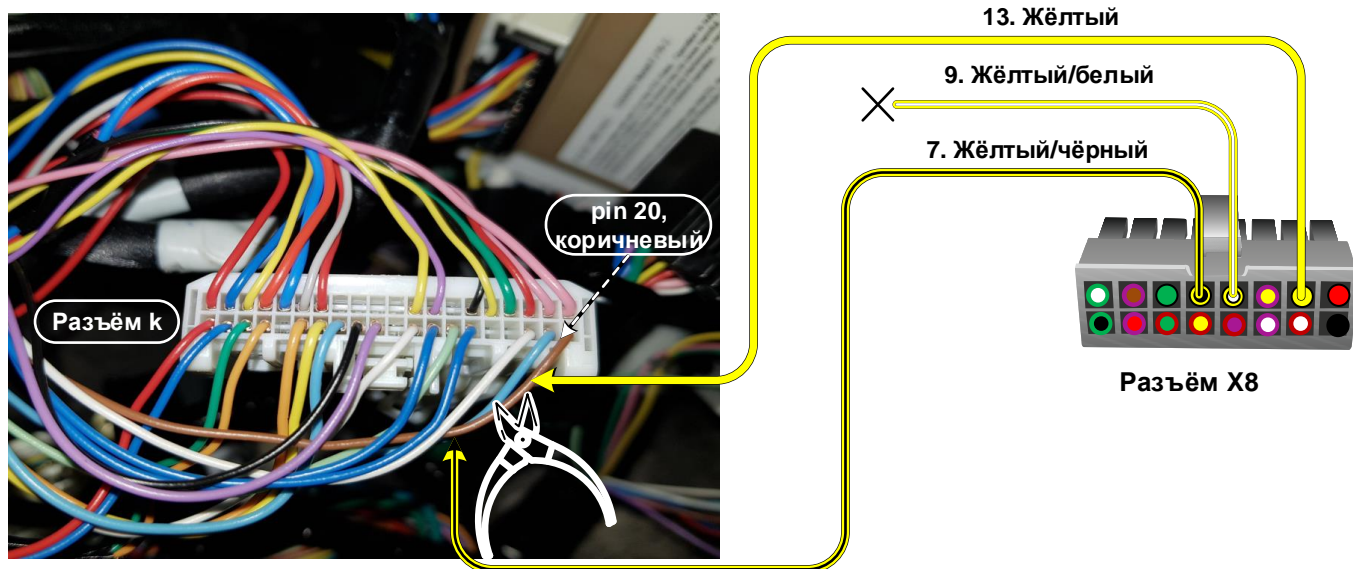 13. Жёлтый
9. Жёлтый/белый
7. Жёлтый/чёрный
pin 20,
коричневый
Разъём k
Разъём X8